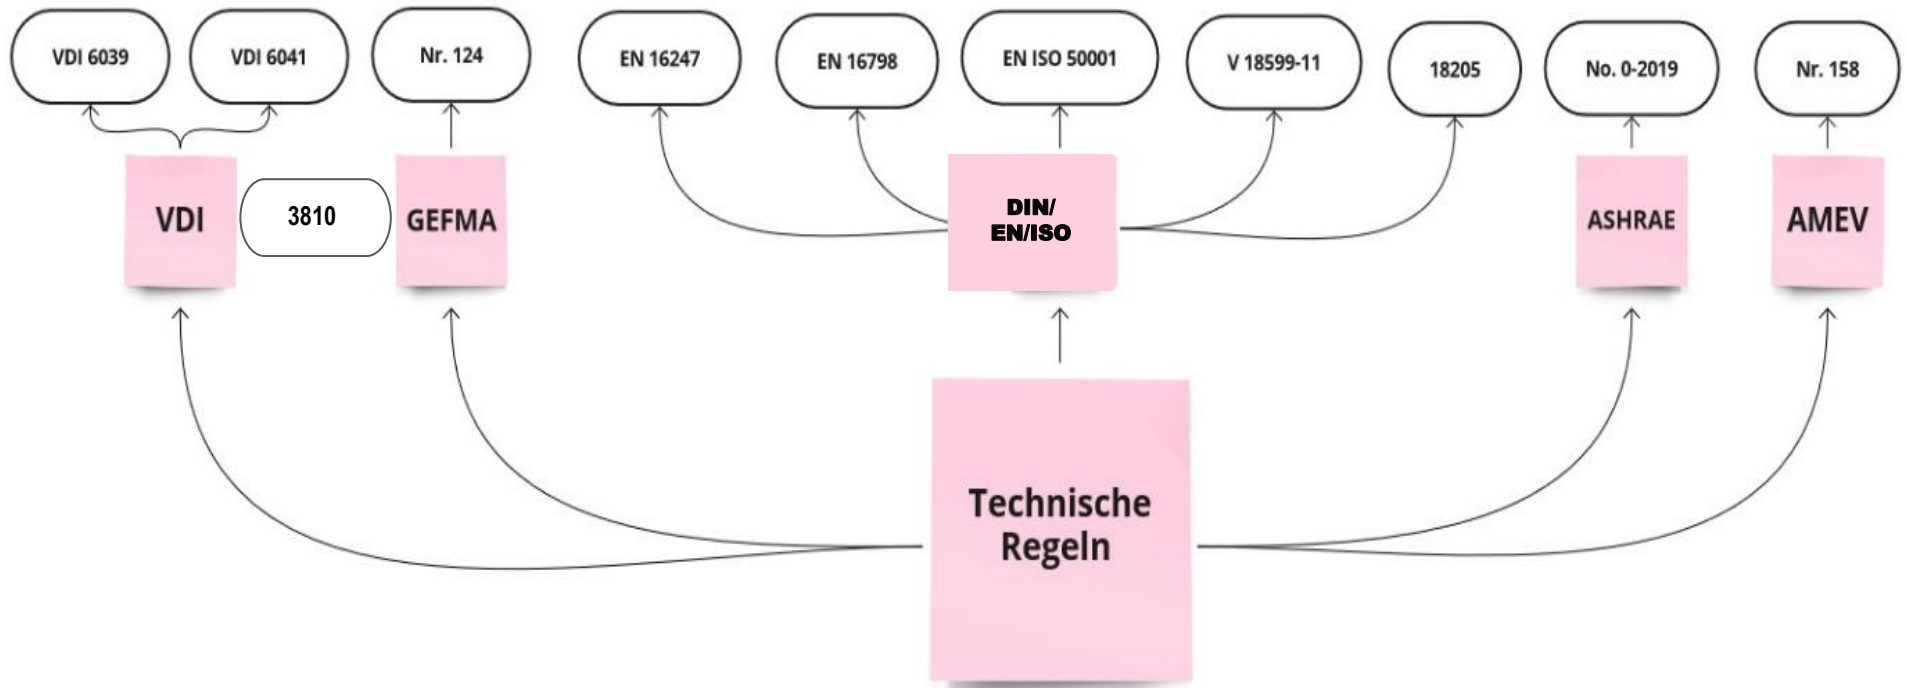 VDI 6039
VDI 6041
Nr. 124
EN 16247
EN 16798
EN ISO 50001
V 18599-11
18205
No. 0-2019
Nr. 158
VDI
3810
GEFMA
DIN/
EN/ISO
ASHRAE
AMEV
Technische
Regeln